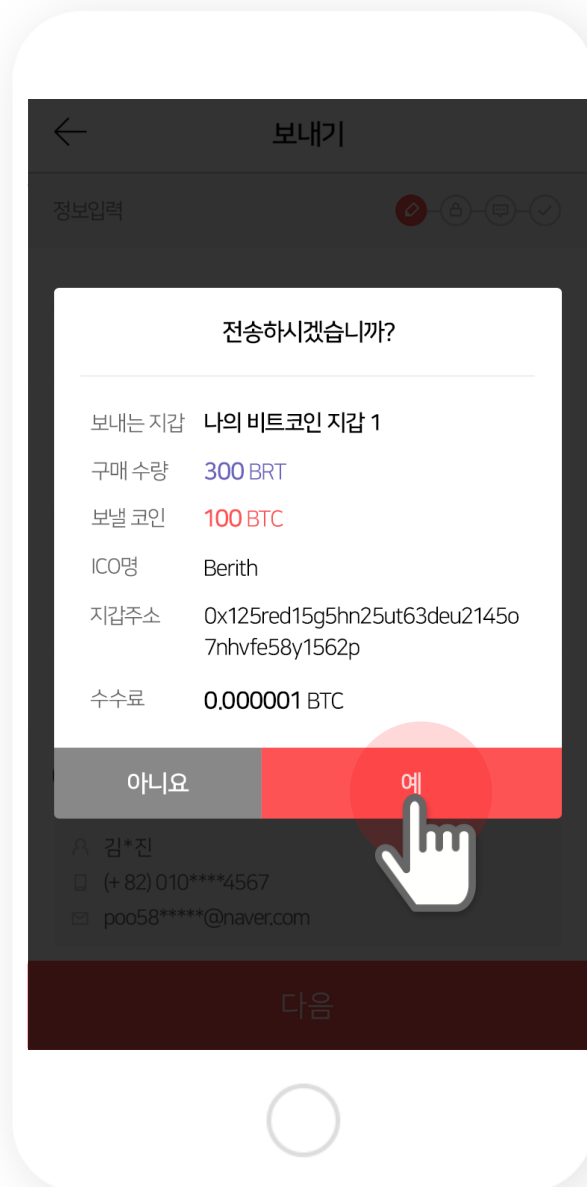 보내기
정보입력
전송하시겠습니까?
보내는 지갑 나의 비트코인 지갑 1
구매 수량 300 BRT
보낼 코인 100 BTC
ICO명 Berith
지갑주소 0x125red15g5hn25ut63deu2145o
7nhvfe58y1562p
수수료 0.000001 BTC
아니요 예
김*진
(+ 82) 010****4567
poo58*****@naver.com
다음